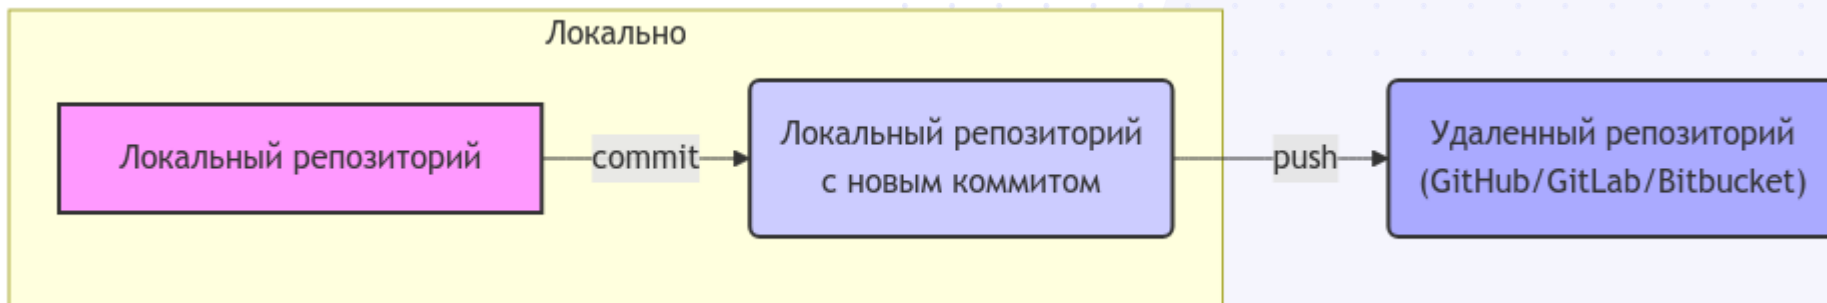 Локально
Локальный репозиторий
commit
Локальный репозиторий
с новым коммитом
push
Удаленный репозиторий
(GitHub/GitLab/Bitbucket)